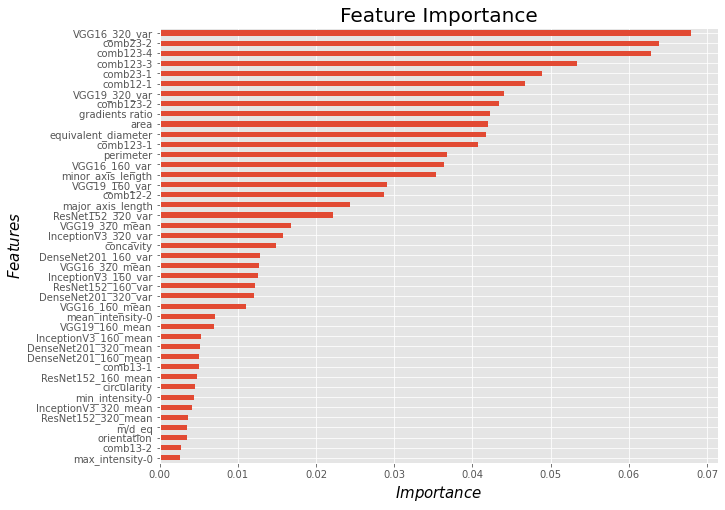 Feature Importance
VGG16_320_var
comb23-2
comb123-4
comb123-3
comb23-1
comb12-1
VGG19_320_var
comb123-2
gradients ratio
area
equivalent_diameter
comb123-1
perimeter
VGG16_160_var
minor_axis_length
VGG19_160_var
comb12-2
major_axis_length
ResNet152_320_var
VGG19_320_mean
InceptionV3_320_var
concavity
DenseNet201_160_var
VGG16_320_mean
InceptionV3_160_var
ResNet152_160_var
DenseNet201_320_var
VGG16_160_mean
mean_intensity-0
VGG19_160_mean
InceptionV3_160_mean
DenseNet201_320_mean
DenseNet201_160_mean
comb13-1
ResNet152_160_mean
circularity
min_intensity-0
InceptionV3_320_mean
ResNet152_320_mean
m/d_eq
orientation
comb13-2
max_intensity-0
Features
0.00 0.01 0.02 0.03 0.04 0.05 0.06 0.07
Importance